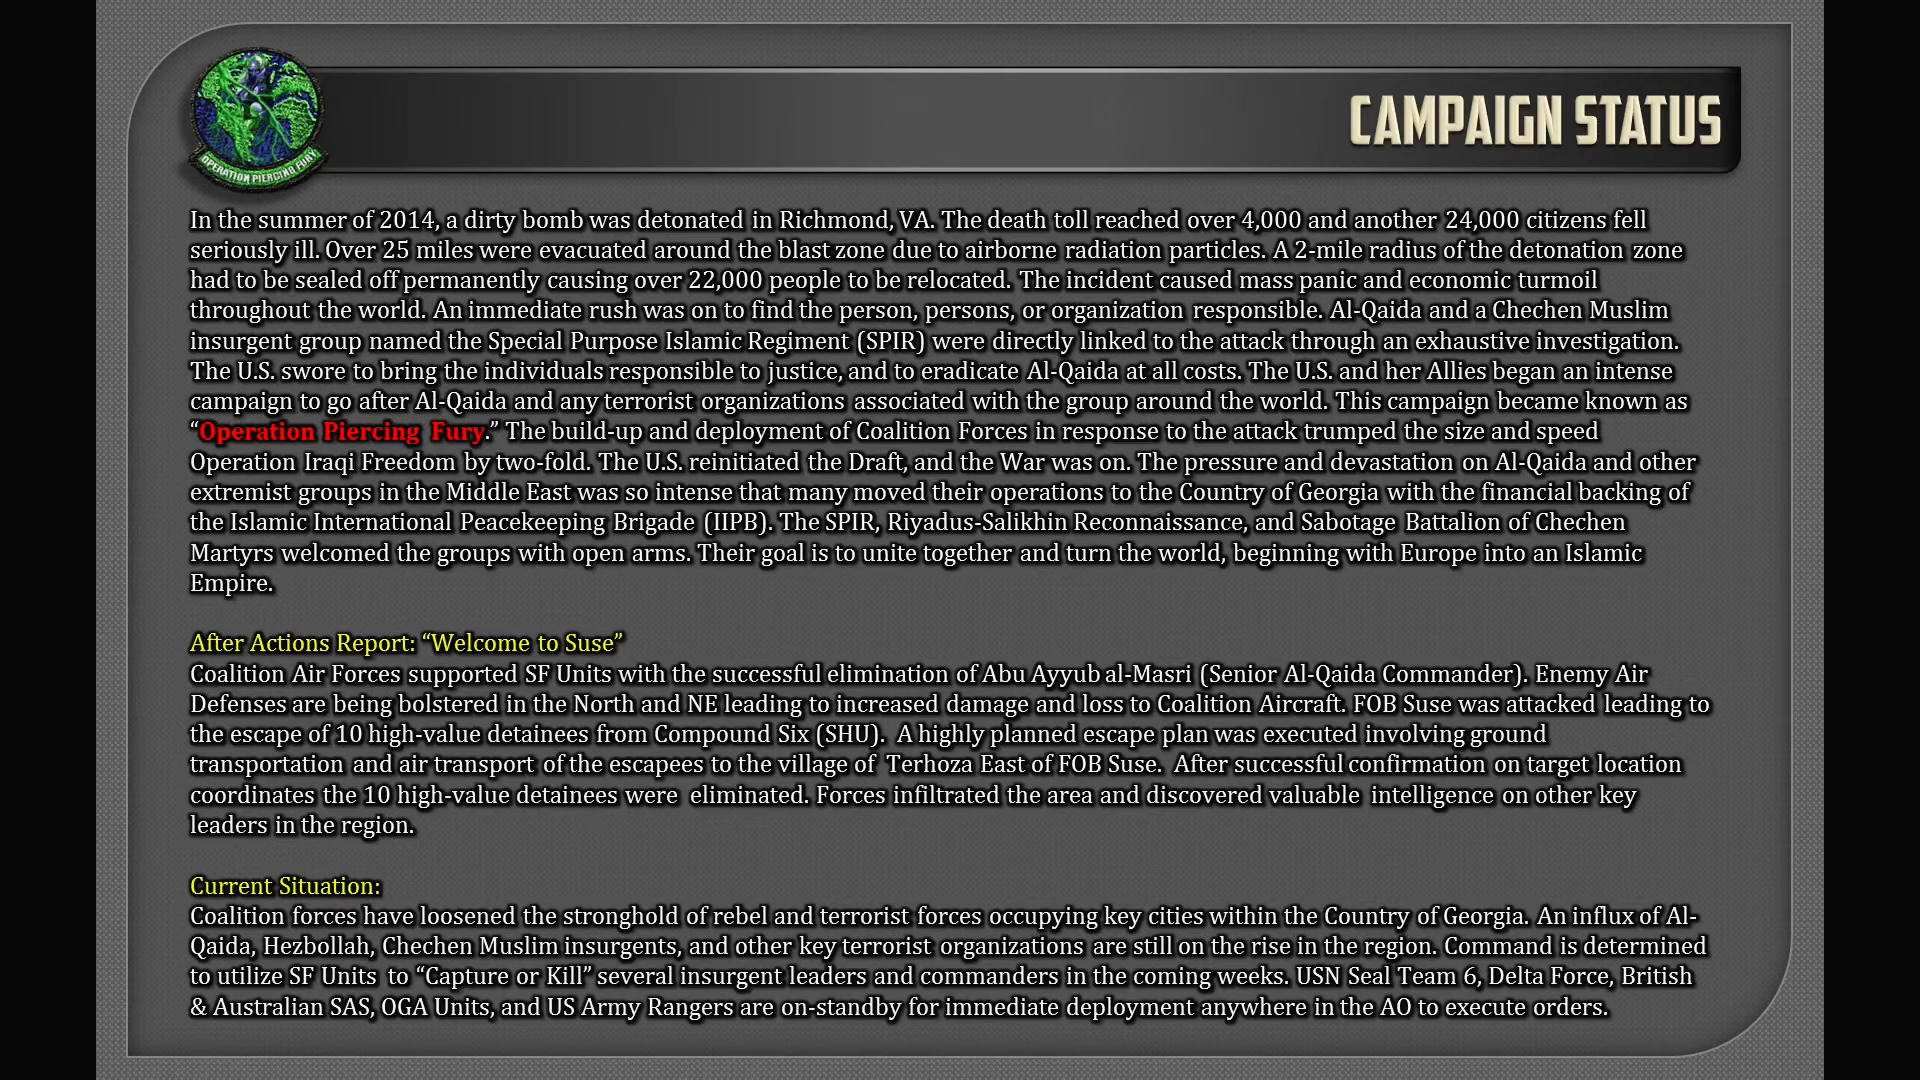 CAMPAIGN STATUS
OPERATION PIERCING FURY
In the summer of 2014, a dirty bomb was detonated in Richmond, VA. The death toll reached over 4,000 and another 24,000 citizens fell
seriously ill. Over 25 miles were evacuated around the blast zone due to airborne radiation particles. A 2-mile radius of the detonation zone
had to be sealed off permanently causing over 22,000 people to be relocated. The incident caused mass panic and economic turmoil
throughout the world. An immediate rush was on to find the person, persons, or organization responsible. Al-Qaida and a Chechen Muslim
insurgent group named the Special Purpose Islamic Regiment (SPIR) were directly linked to the attack through an exhaustive investigation.
The U.S. swore to bring the individuals responsible to justice, and to eradicate Al-Qaida at all costs. The U.S. and her Allies began an intense
campaign to go after Al-Qaida and any terrorist organizations associated with the group around the world. This campaign became known as
“Operation Piercing Fury.” The build-up and deployment of Coalition Forces in response to the attack trumped the size and speed
Operation Iraqi Freedom by two-fold. The U.S. reinitiated the Draft, and the War was on. The pressure and devastation on Al-Qaida and other
extremist groups in the Middle East was so intense that many moved their operations to the Country of Georgia with the financial backing of
the Islamic International Peacekeeping Brigade (IIPB). The SPIR, Riyadus-Salikhin Reconnaissance, and Sabotage Battalion of Chechen
Martyrs welcomed the groups with open arms. Their goal is to unite together and turn the world, beginning with Europe into an Islamic
Empire.
After Actions Report: “Welcome to Suse”
Coalition Air Forces supported SF Units with the successful elimination of Abu Ayyub al-Masri (Senior Al-Qaida Commander). Enemy Air
Defenses are being bolstered in the North and NE leading to increased damage and loss to Coalition Aircraft. FOB Suse was attacked leading to
the escape of 10 high-value detainees from Compound Six (SHU). A highly planned escape plan was executed involving ground
transportation and air transport of the escapees to the village of Terhoza East of FOB Suse. After successful confirmation on target location
coordinates the 10 high-value detainees were eliminated. Forces infiltrated the area and discovered valuable intelligence on other key
leaders in the region.
Current Situation:
Coalition forces have loosened the stronghold of rebel and terrorist forces occupying key cities within the Country of Georgia. An influx of Al-
Qaida, Hezbollah, Chechen Muslim insurgents, and other key terrorist organizations are still on the rise in the region. Command is determined
to utilize SF Units to “Capture or Kill” several insurgent leaders and commanders in the coming weeks. USN Seal Team 6, Delta Force, British
& Australian SAS, OGA Units, and US Army Rangers are on-standby for immediate deployment anywhere in the AO to execute orders.